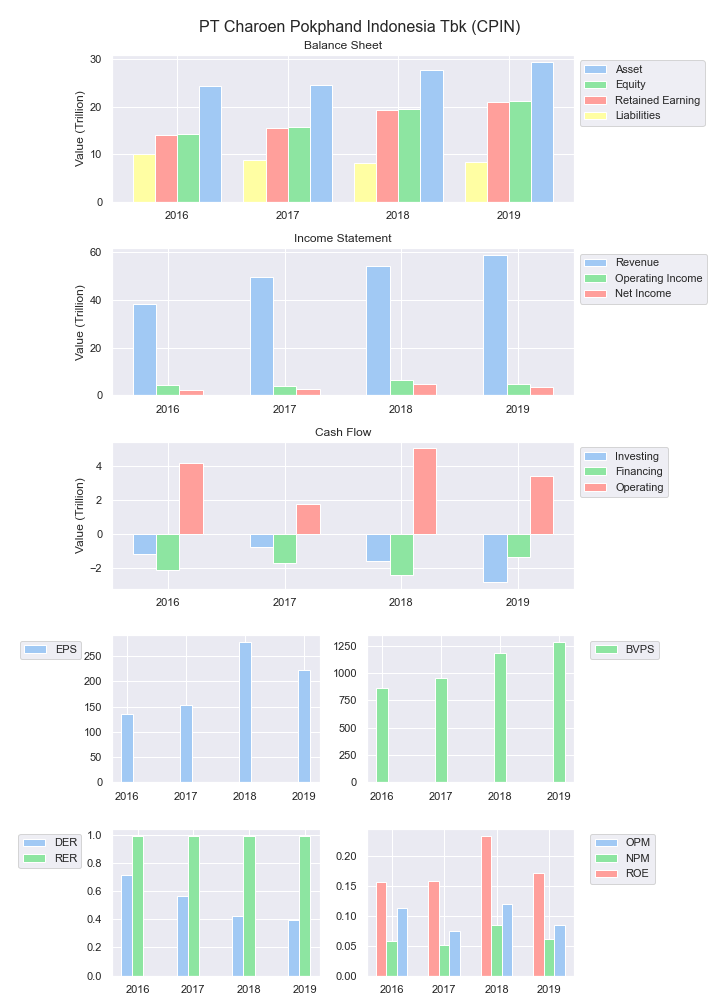 PT Charoen Pokphand Indonesia Tbk (CPIN)
Balance Sheet
Value (Trillion)
30
20
10
0
2016 2017 2018 2019
Asset
Equity
Retained Earning
Liabilities
Income Statement
Value (Trillion)
60
40
20
0
2016 2017 2018 2019
Revenue
Operating Income
Net Income
Cash Flow
Value (Trillion)
4
2
0
−2
2016 2017 2018 2019
Investing
Financing
Operating
EPS
250
200
150
100
50
0
2016 2017 2018 2019
1250
1000
750
500
250
0
2016 2017 2018 2019
BVPS
DER
RER
1.0
0.8
0.6
0.4
0.2
0.0
2016 2017 2018 2019
0.20
0.15
0.10
0.05
0.00
2016 2017 2018 2019
OPM
NPM
ROE